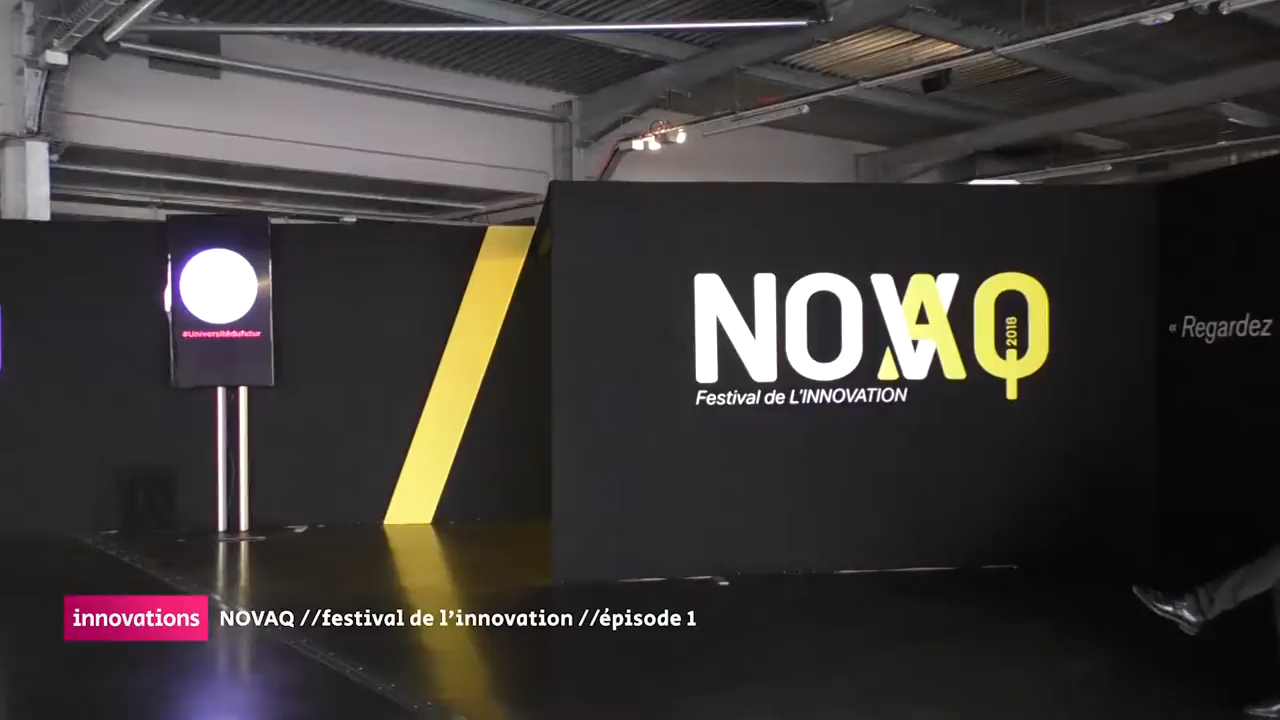 #UniversitéduFutur
NOVAQ
2018
Festival de L'INNOVATION
« Regardez
innovations
NOVAQ //festival de l'innovation //épisode 1